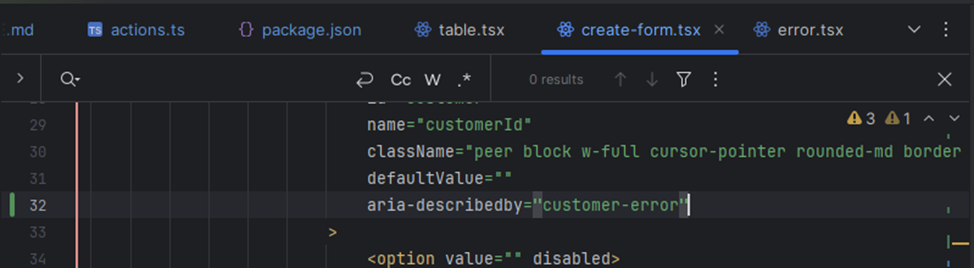 .md TS actions.ts {} package.json table.tsx create-form.tsx × error.tsx
Cc W .* 0 results
29 name="customerId" 3 1
30 className="peer block w-full cursor-pointer rounded-md border
31 defaultValue=""
32 aria-describedby="customer-error"
33 >
34 <option value="" disabled>